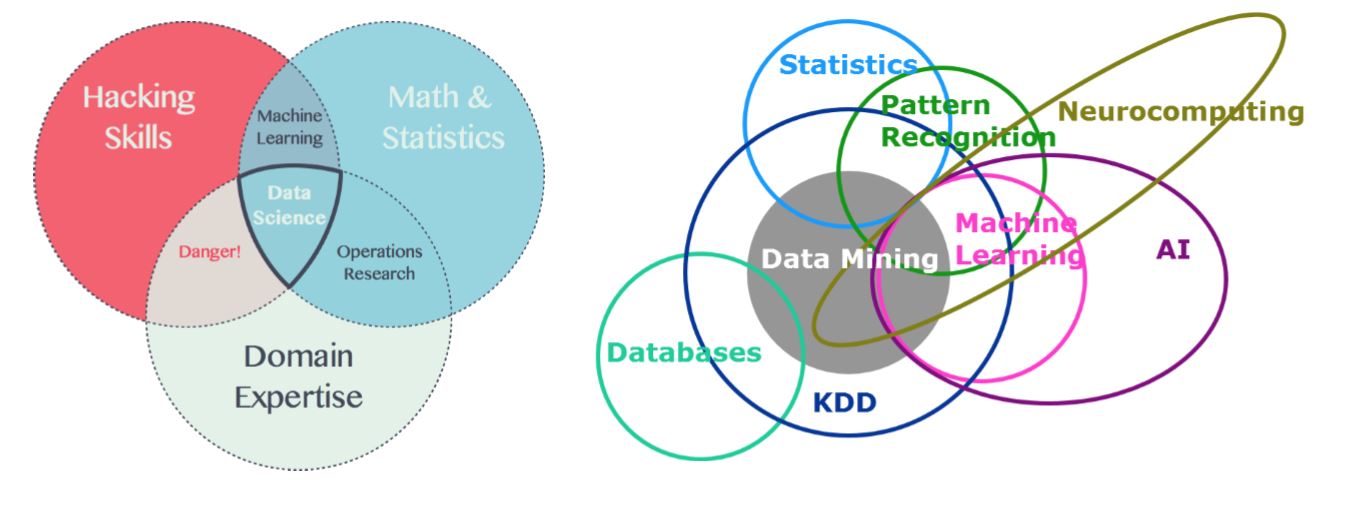 Hacking
Skills
Math &
Statistics
Machine
Learning
Data
Science
Danger!
Operations
Research
Domain
Expertise
Statistics
Pattern
Recognition
Neurocomputing
Machine
Learning
AI
Data Mining
Databases
KDD